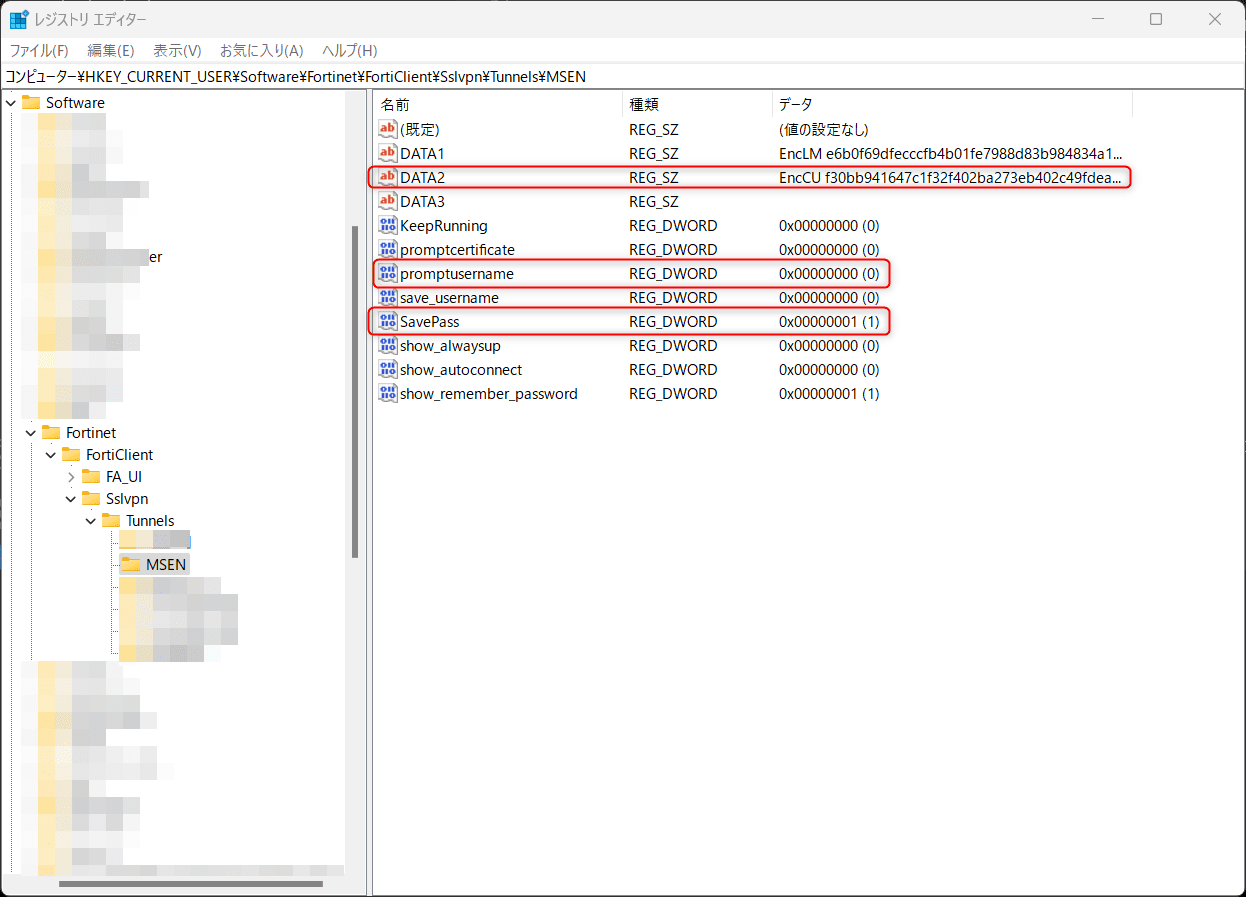 レジストリ エディター
ファイル(F) 編集(E) 表示(V) お気に入り(A) ヘルプ(H)
コンピューター¥HKEY_CURRENT_USER¥Software¥Fortinet¥FortiClient¥Sslvpn¥Tunnels¥MSEN
Software
er
Fortinet
FortiClient
FA_UI
Sslvpn
Tunnels
MSEN
名前 種類 データ
(既定) REG_SZ (値の設定なし)
DATA1 REG_SZ EncLM e6b0f69dfecccfb4b01fe7988d83b984834a1...
DATA2 REG_SZ EncCU f30bb941647c1f32f402ba273eb402c49fdea...
DATA3 REG_SZ
KeepRunning REG_DWORD 0x00000000 (0)
promptcertificate REG_DWORD 0x00000000 (0)
promptusername REG_DWORD 0x00000000 (0)
save_username REG_DWORD 0x00000000 (0)
SavePass REG_DWORD 0x00000001 (1)
show_alwaysup REG_DWORD 0x00000000 (0)
show_autoconnect REG_DWORD 0x00000000 (0)
show_remember_password REG_DWORD 0x00000001 (1)